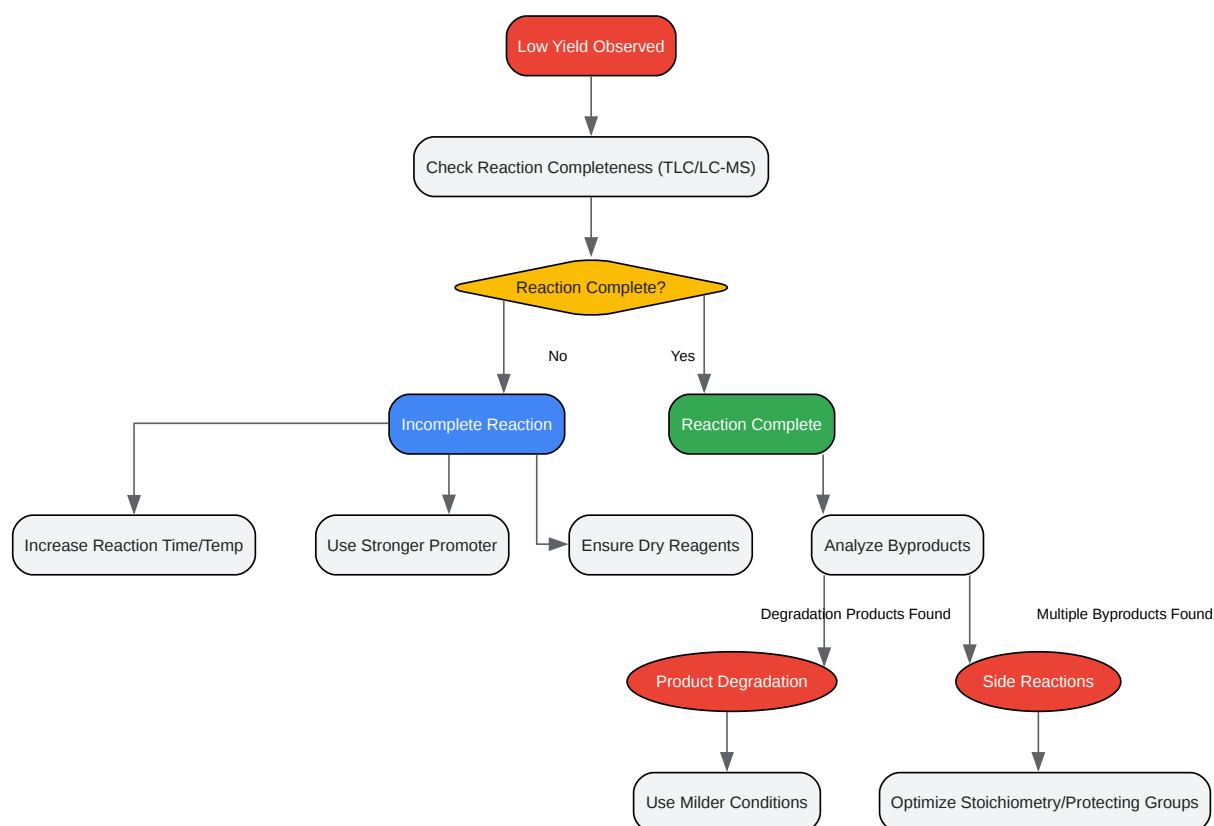 Low Yield Observed
Check Reaction Completeness (TLC/LC-MS)
Reaction Complete?
No
Yes
Incomplete Reaction
Reaction Complete
Increase Reaction Time/Temp
Use Stronger Promoter
Ensure Dry Reagents
Analyze Byproducts
Degradation Products Found
Multiple Byproducts Found
Product Degradation
Side Reactions
Use Milder Conditions
Optimize Stoichiometry/Protecting Groups